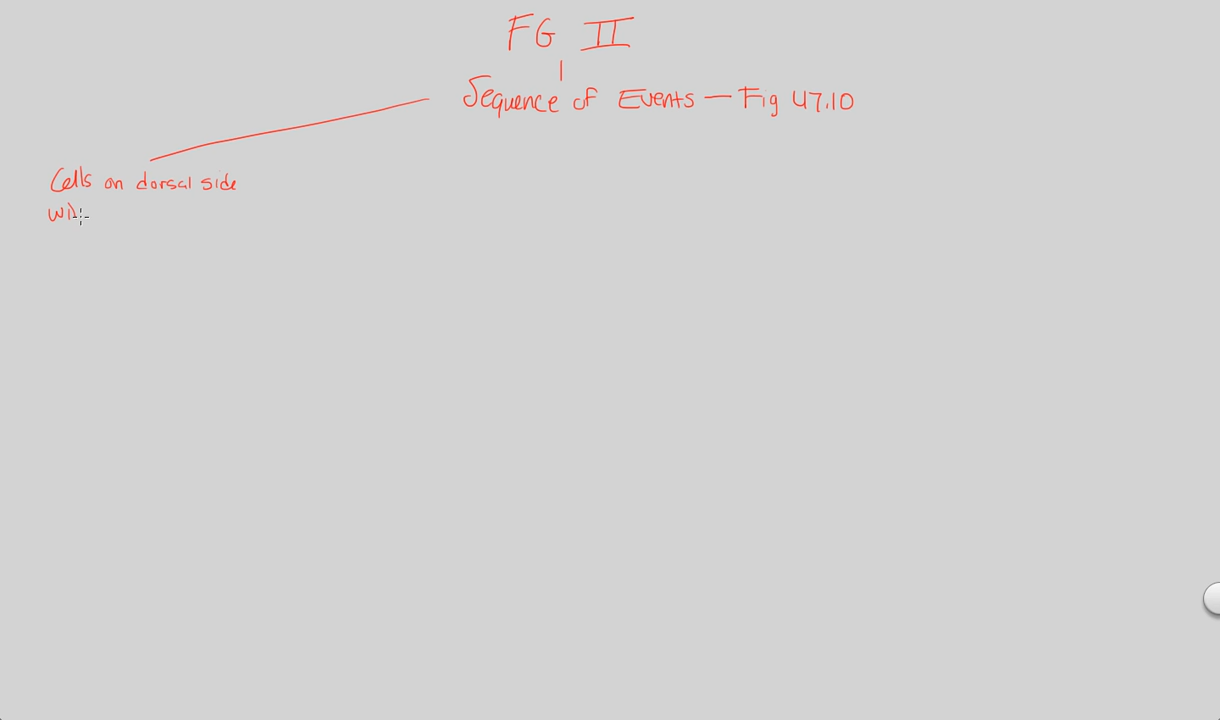 FG II
Sequence of Events — Fig 47.10
Cells on dorsal side